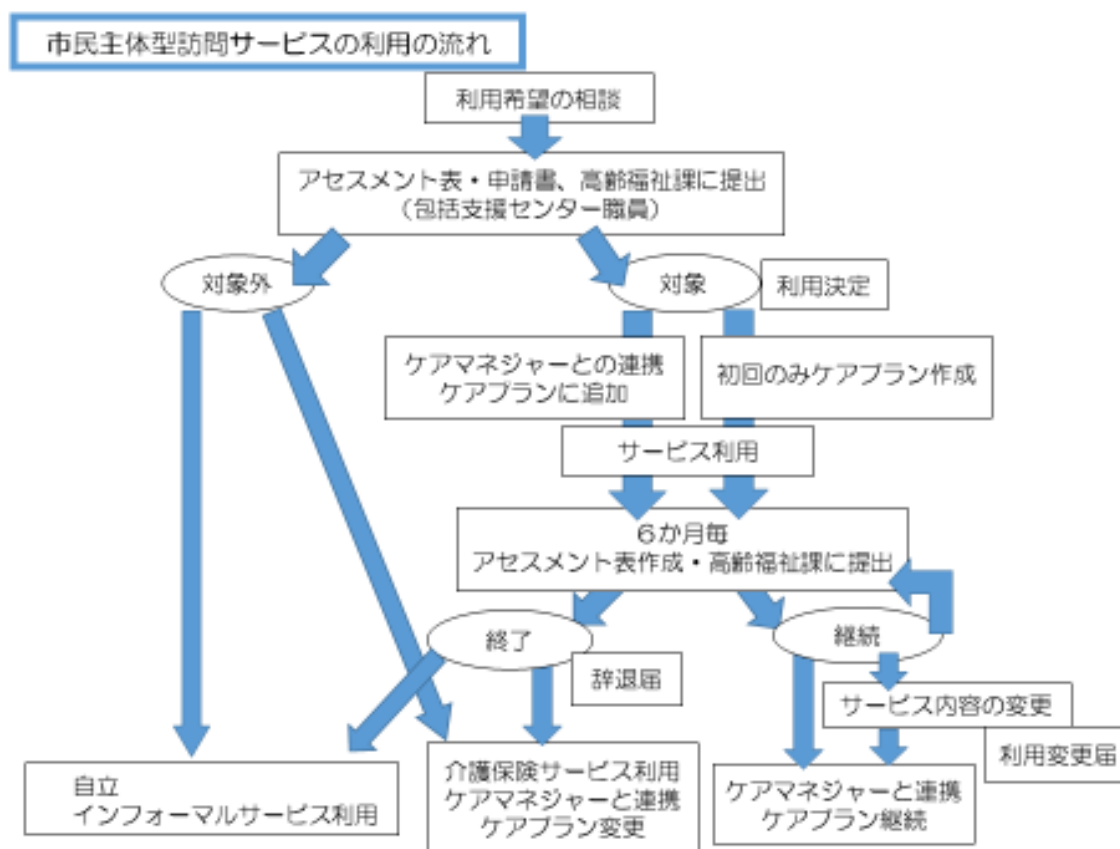 市民主体型訪問サービスの利用の流れ
利用希望の相談
アセスメント表・申請書、高齢福祉課に提出
（包括支援センター職員）
対象外
対象
利用決定
ケアマネジャーとの連携
ケアプランに追加
初回のみケアプラン作成
サービス利用
６か月毎
アセスメント表作成・高齢福祉課に提出
終了
辞退届
継続
サービス内容の変更
利用変更届
自立
インフォーマルサービス利用
介護保険サービス利用
ケアマネジャーと連携
ケアプラン変更
ケアマネジャーと連携
ケアプラン継続